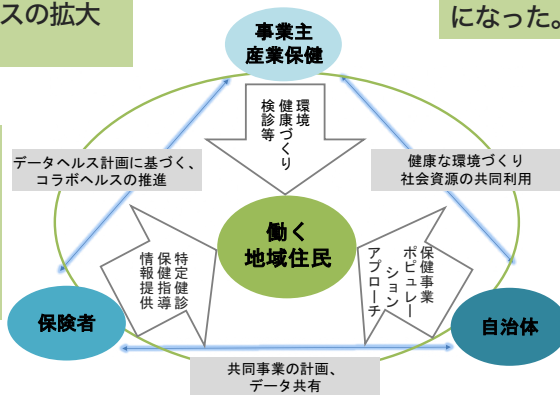 スの拡大
になった。
事業主
産業保健
環境
健康づくり
検診等
データヘルス計画に基づく、
コラボヘルスの推進
健康な環境づくり
社会資源の共同利用
働く
地域住民
特定健診
保健指導
情報提供
保健事業
ポピュレー
ション
アプローチ
保険者
自治体
共同事業の計画、
データ共有